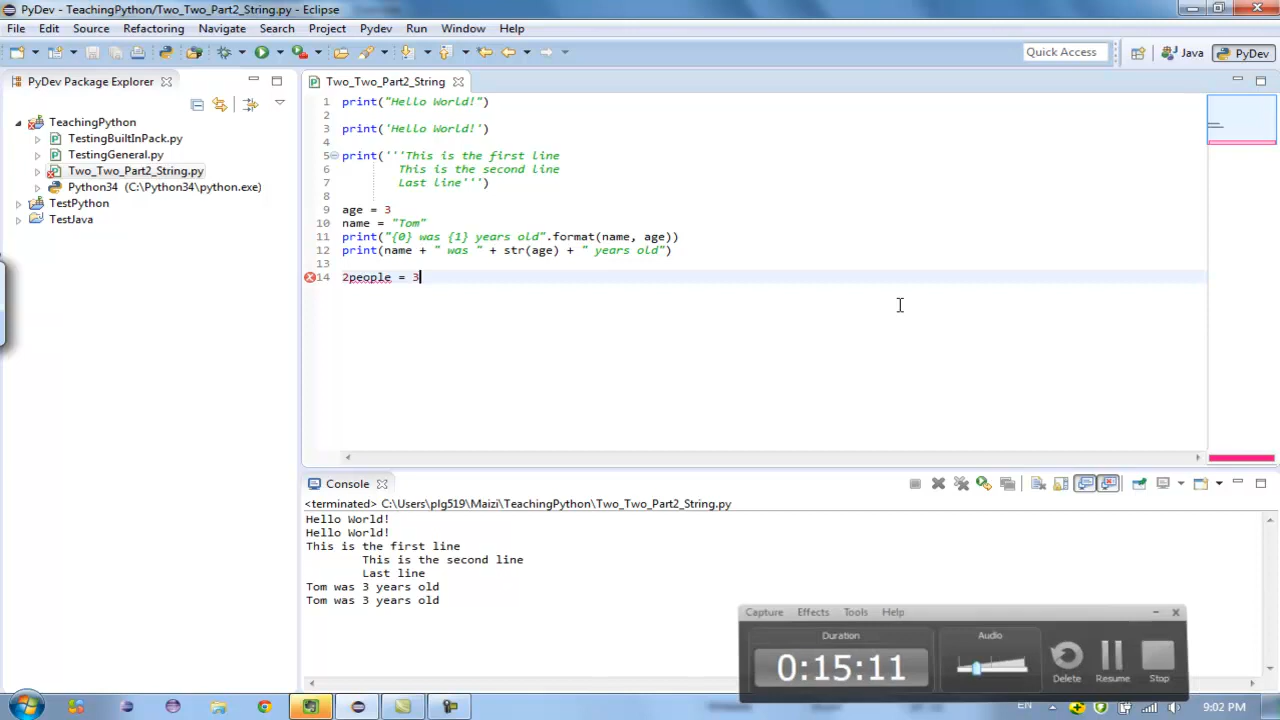 PyDev - TeachingPython/Two_Two_Part2_String.py - Eclipse
File Edit Source Refactoring Navigate Search Project Pydev Run Window Help
Quick Access Java PyDev
PyDev Package Explorer
TeachingPython
TestingBuiltInPack.py
TestingGeneral.py
Two_Two_Part2_String.py
Python34 (C:\Python34\python.exe)
TestPython
TestJava
Two_Two_Part2_String
1 print("Hello World!")
2
3 print('Hello World!')
4
5 print('''This is the first line
6 This is the second line
7 Last line''')
8
9 age = 3
10 name = "Tom"
11 print("{0} was {1} years old".format(name, age))
12 print(name + " was " + str(age) + " years old")
13
14 2people = 3
Console
<terminated> C:\Users\plg519\Maizi\TeachingPython\Two_Two_Part2_String.py
Hello World!
Hello World!
This is the first line
This is the second line
Last line
Tom was 3 years old
Tom was 3 years old
Capture Effects Tools Help
Duration
0:15:11
Audio
Delete Resume Stop
EN
9:02 PM